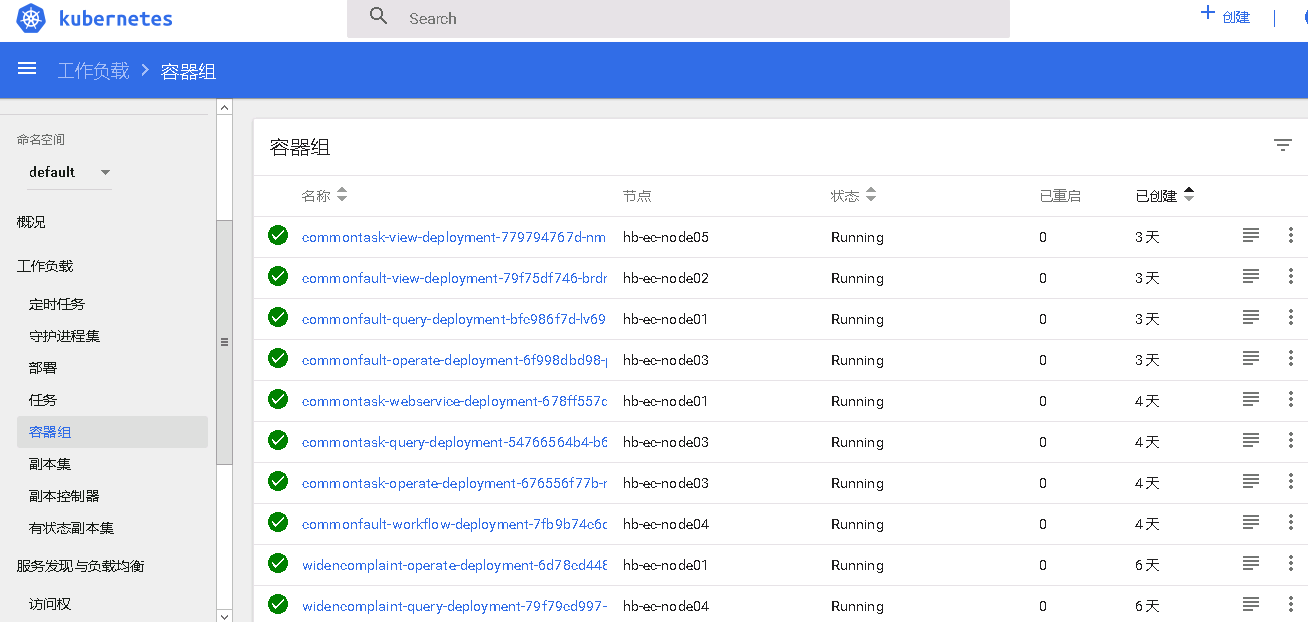 kubernetes
Search
创建
工作负载 容器组
命名空间
default
概况
工作负载
定时任务
守护进程集
部署
任务
容器组
副本集
副本控制器
有状态副本集
服务发现与负载均衡
访问权
容器组
名称 节点 状态 已重启 已创建
commontask-view-deployment-779794767d-nm hb-ec-node05 Running 0 3 天
commonfault-view-deployment-79f75df746-brdr hb-ec-node02 Running 0 3 天
commonfault-query-deployment-bfc986f7d-lv69 hb-ec-node01 Running 0 3 天
commonfault-operate-deployment-6f998dbd98- hb-ec-node03 Running 0 3 天
commontask-webservice-deployment-678ff557c hb-ec-node01 Running 0 4 天
commontask-query-deployment-54766564b4-b6 hb-ec-node03 Running 0 4 天
commontask-operate-deployment-676556f77b-r hb-ec-node03 Running 0 4 天
commonfault-workflow-deployment-7fb9b74c6c hb-ec-node04 Running 0 4 天
widencomplaint-operate-deployment-6d78cd448 hb-ec-node01 Running 0 6 天
widencomplaint-query-deployment-79f79cd997- hb-ec-node04 Running 0 6 天